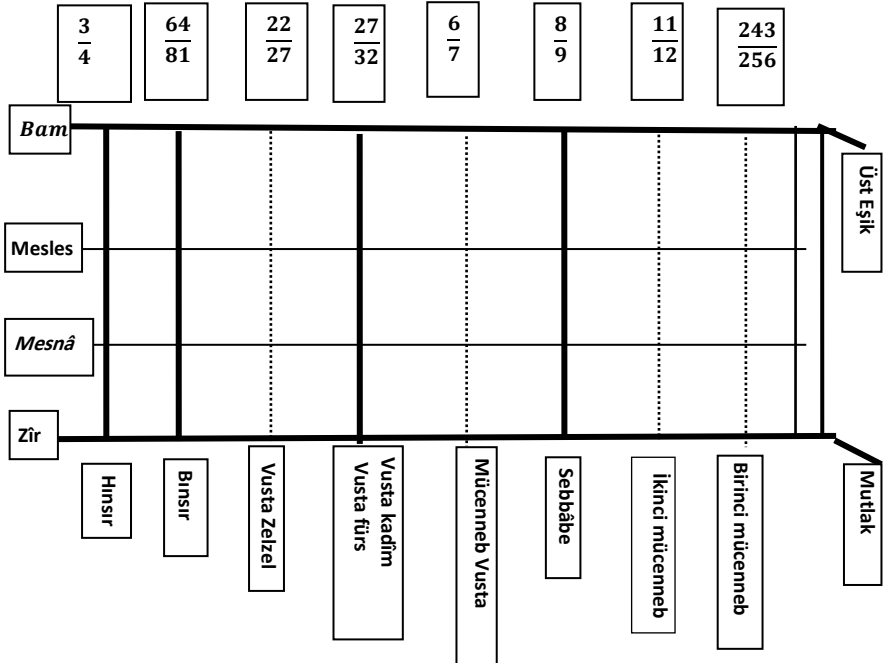 3/4
64/81
22/27
27/32
6/7
8/9
11/12
243/256
Bam
Üst Eşik
Mesles
Mesnâ
Zîr
Hınsır
Bınsır
Vusta Zelzel
Vusta kadîm
Vusta fürs
Mücenneb Vusta
Sebbâbe
İkinci mücenneb
Birinci mücenneb
Mutlak